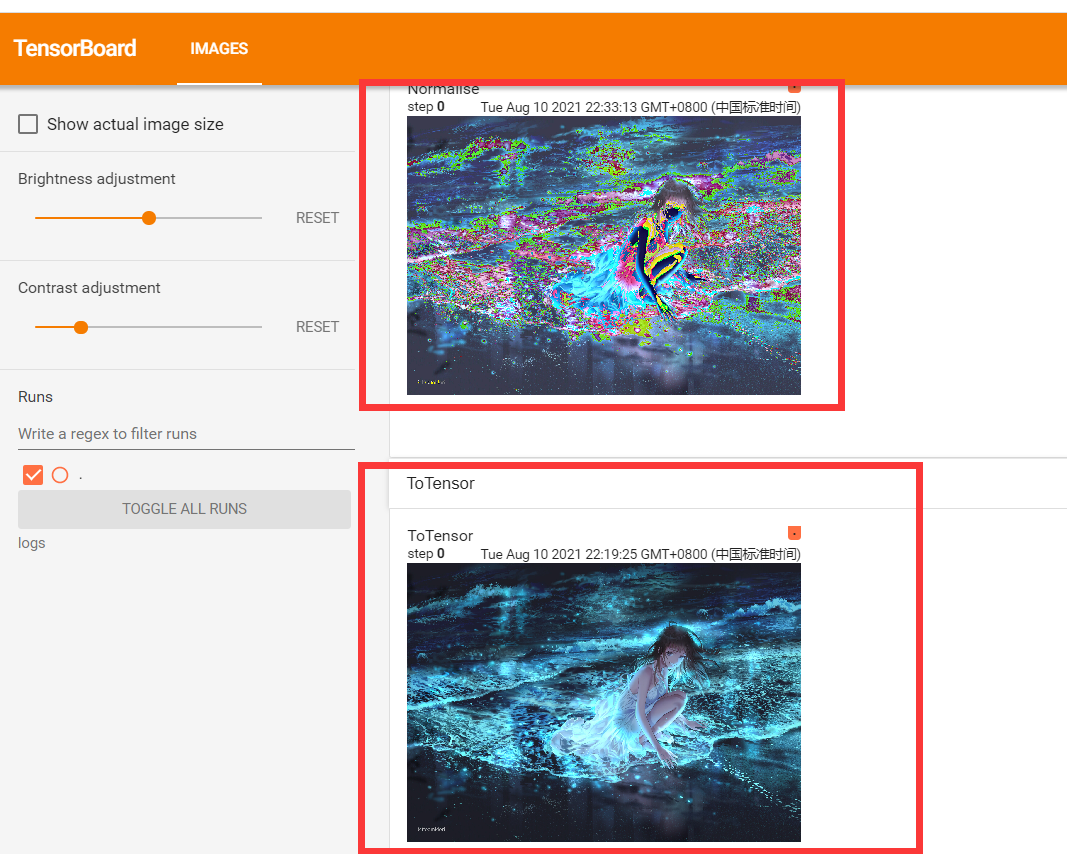 TensorBoard IMAGES
Show actual image size
Brightness adjustment
RESET
Contrast adjustment
RESET
Runs
Write a regex to filter runs
.
TOGGLE ALL RUNS
logs
Normalise
step 0 Tue Aug 10 2021 22:33:13 GMT+0800 (中国标准时间)
ToTensor
ToTensor
step 0 Tue Aug 10 2021 22:19:25 GMT+0800 (中国标准时间)